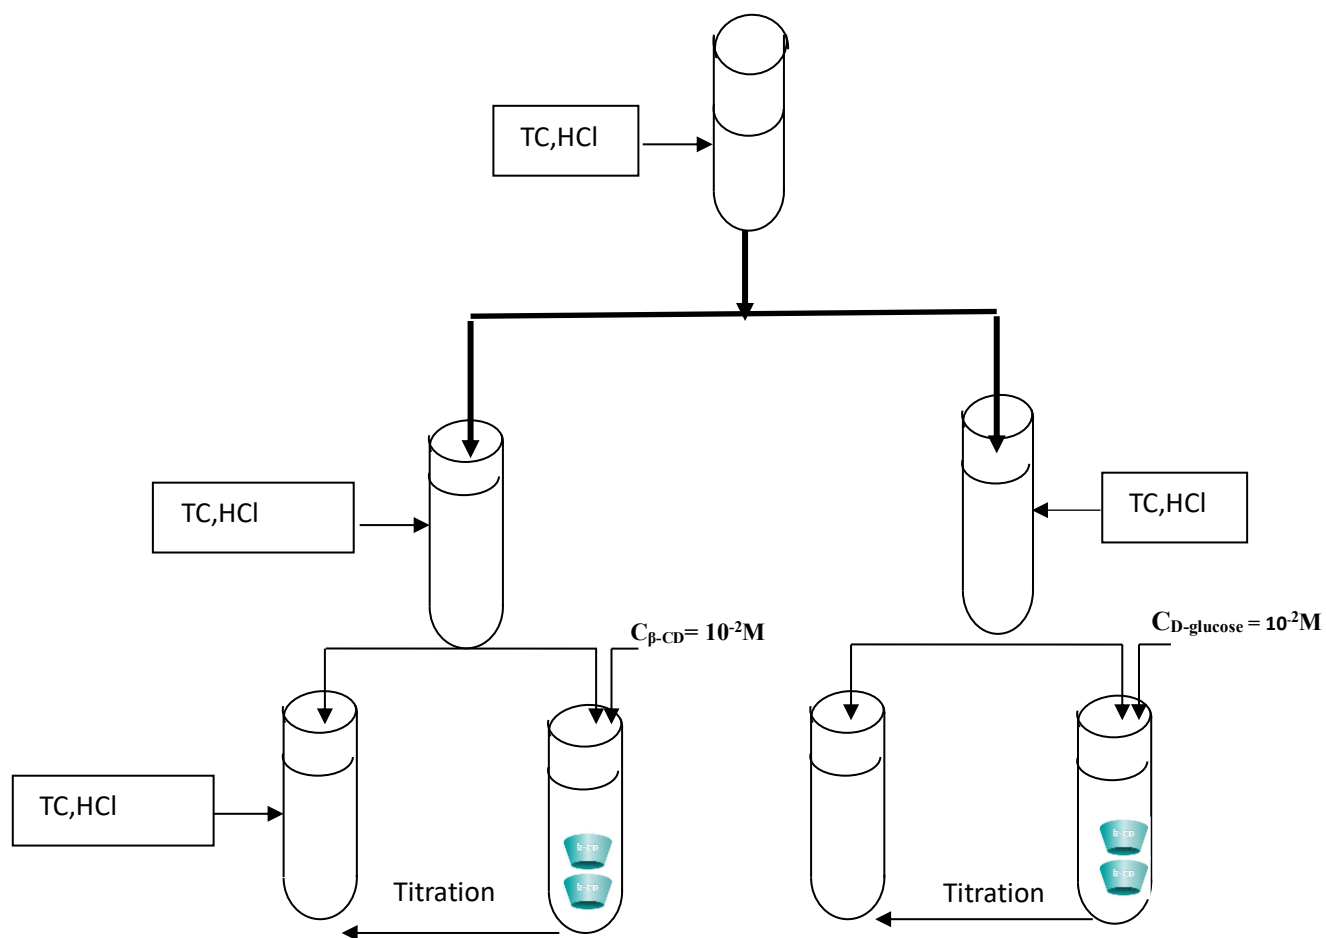 TC,HCl
TC,HCl
TC,HCl
Cβ-CD= 10-2M
CD-glucose = 10-2M
TC,HCl
Titration
Titration